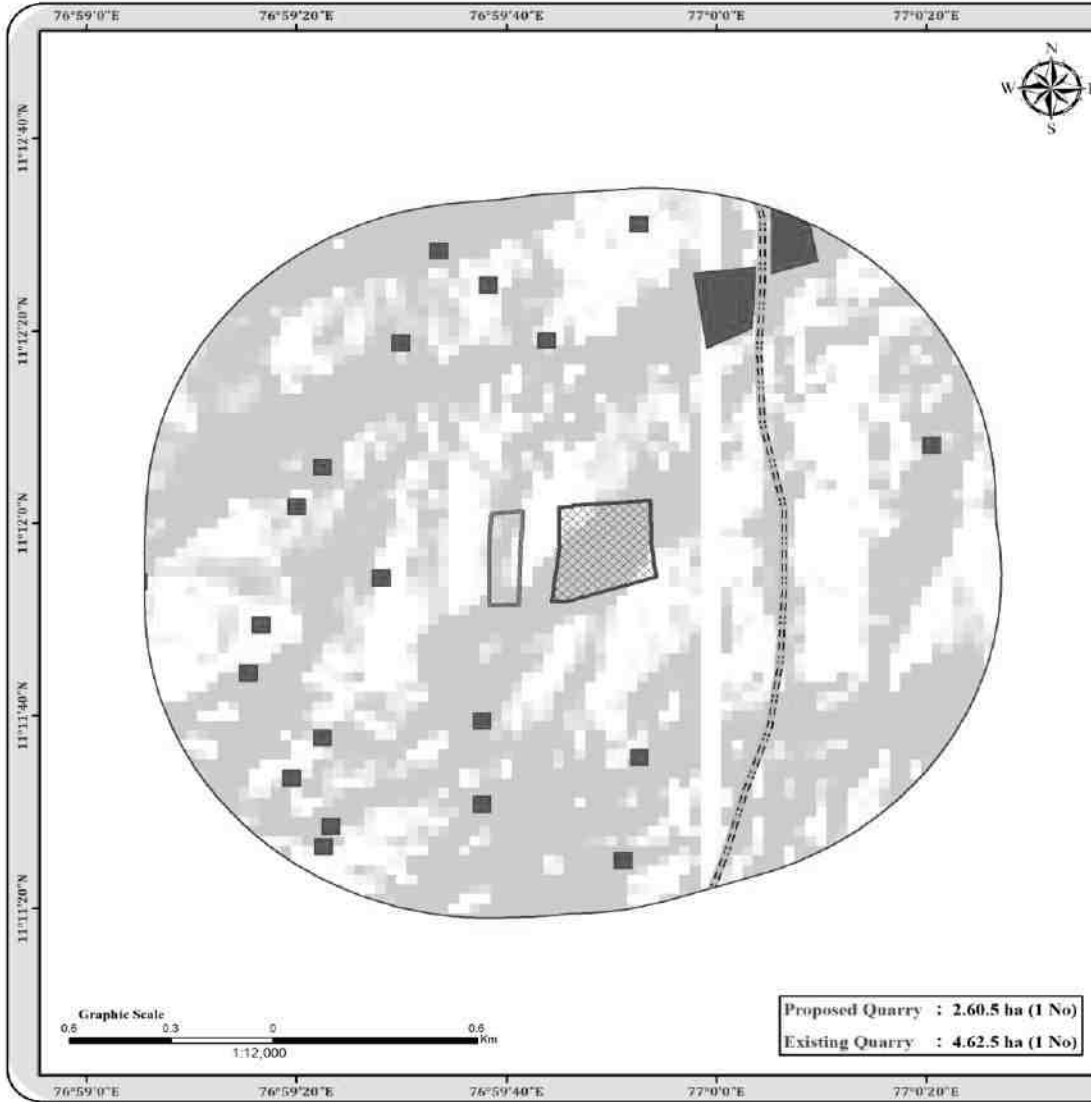 76°59'0"E 76°59'20"E 76°59'40"E 77°0'0"E 77°0'20"E
N
W E
S
11°12'40"N
11°12'20"N
11°12'0"N
11°11'40"N
11°11'20"N
Graphic Scale
0.6 0.3 0 0.6
Km
1:12,000
Proposed Quarry : 2.60.5 ha (1 No)
Existing Quarry : 4.62.5 ha (1 No)
76°59'0"E 76°59'20"E 76°59'40"E 77°0'0"E 77°0'20"E